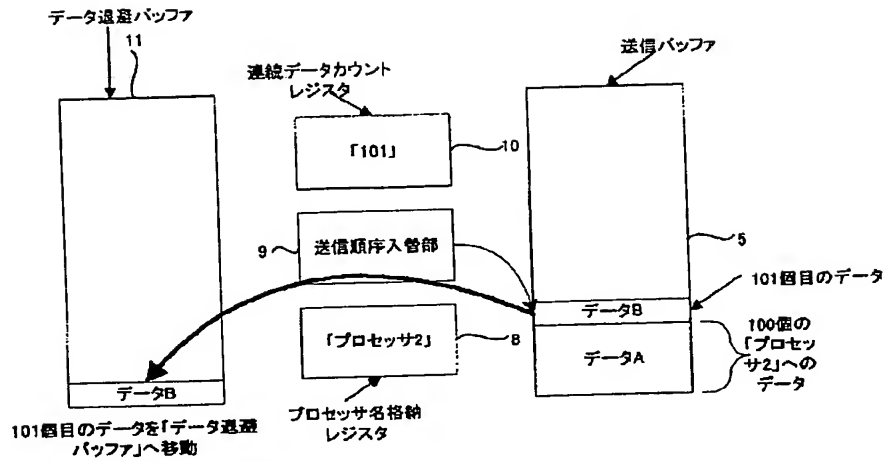 データ退避バッファ
11
連続データカウント
レジスタ
送信バッファ
「101」
10
9
送信順序入替部
5
101個目のデータ
データB
100個の
「プロセッ
サ2」への
データ
「プロセッサ2」
8
データA
データB
プロセッサ名格納
レジスタ
101個目のデータを「データ退避
バッファ」へ移動